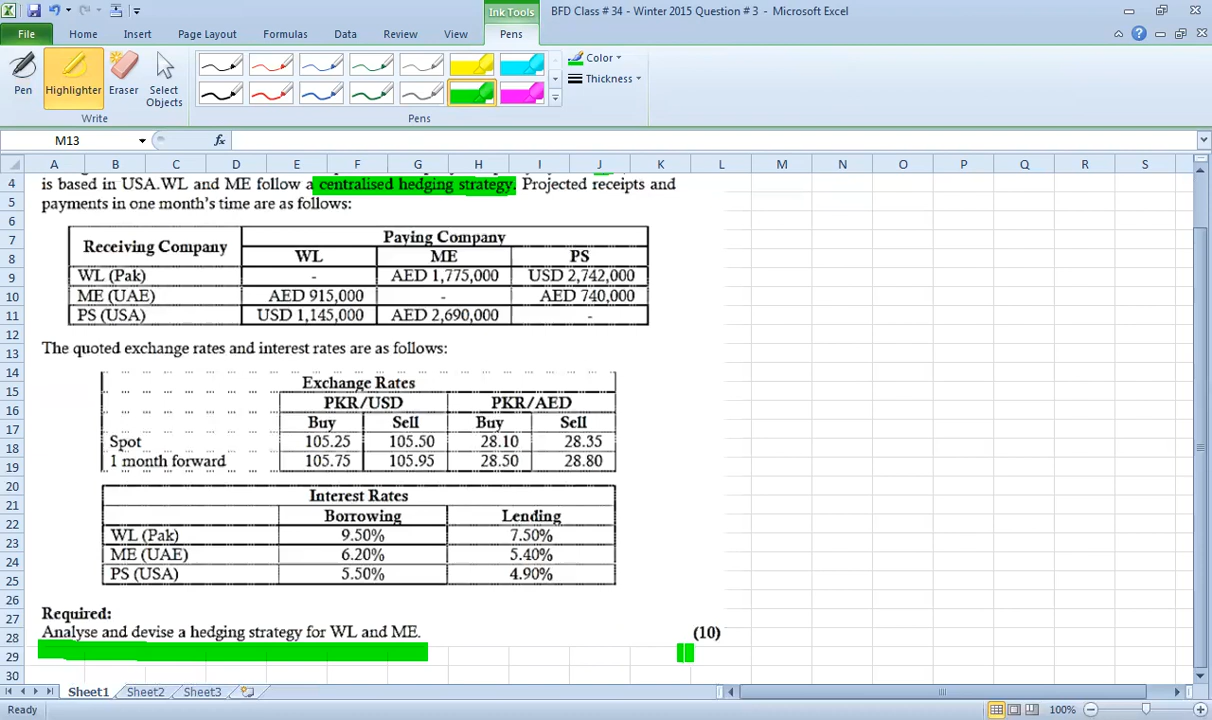 Ink Tools
BFD Class # 34 - Winter 2015 Question # 3 - Microsoft Excel
File Home Insert Page Layout Formulas Data Review View Pens
Pen Highlighter Eraser Select Objects
Color
Thickness
Write Pens
M13 fx
A B C D E F G H I J K L M N O P Q R S
4 is based in USA.WL and ME follow a centralised hedging strategy. Projected receipts and
5 payments in one month's time are as follows:
6
7 Receiving Company Paying Company
8 WL ME PS
9 WL (Pak) - AED 1,775,000 USD 2,742,000
10 ME (UAE) AED 915,000 - AED 740,000
11 PS (USA) USD 1,145,000 AED 2,690,000 -
12
13 The quoted exchange rates and interest rates are as follows:
14
15 Exchange Rates
16 PKR/USD PKR/AED
17 Buy Sell Buy Sell
18 Spot 105.25 105.50 28.10 28.35
19 1 month forward 105.75 105.95 28.50 28.80
20
21 Interest Rates
22 Borrowing Lending
23 WL (Pak) 9.50% 7.50%
24 ME (UAE) 6.20% 5.40%
25 PS (USA) 5.50% 4.90%
26
27 Required:
28 Analyse and devise a hedging strategy for WL and ME. (10)
29
30
Sheet1 Sheet2 Sheet3
Ready 100%